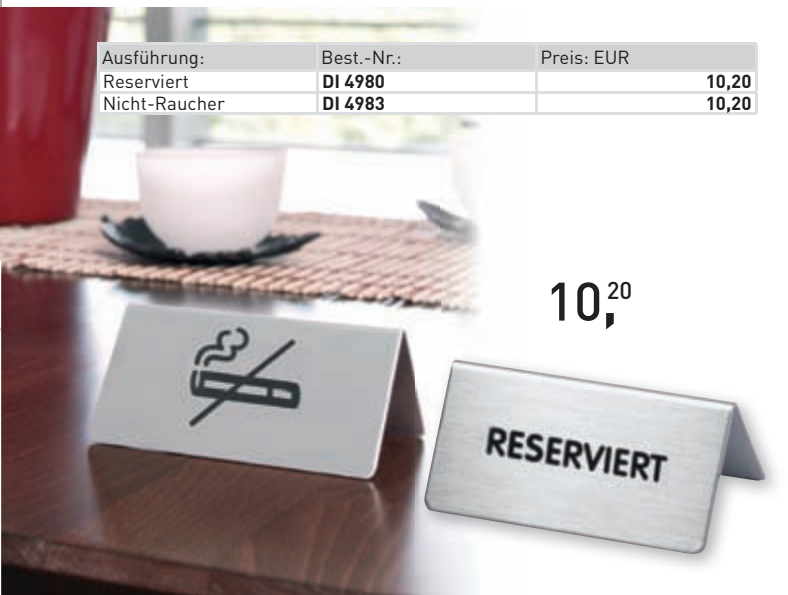 Ausführung: Best.-Nr.: Preis: EUR
Reserviert DI 4980 10,20
Nicht-Raucher DI 4983 10,20
10,20
RESERVIERT